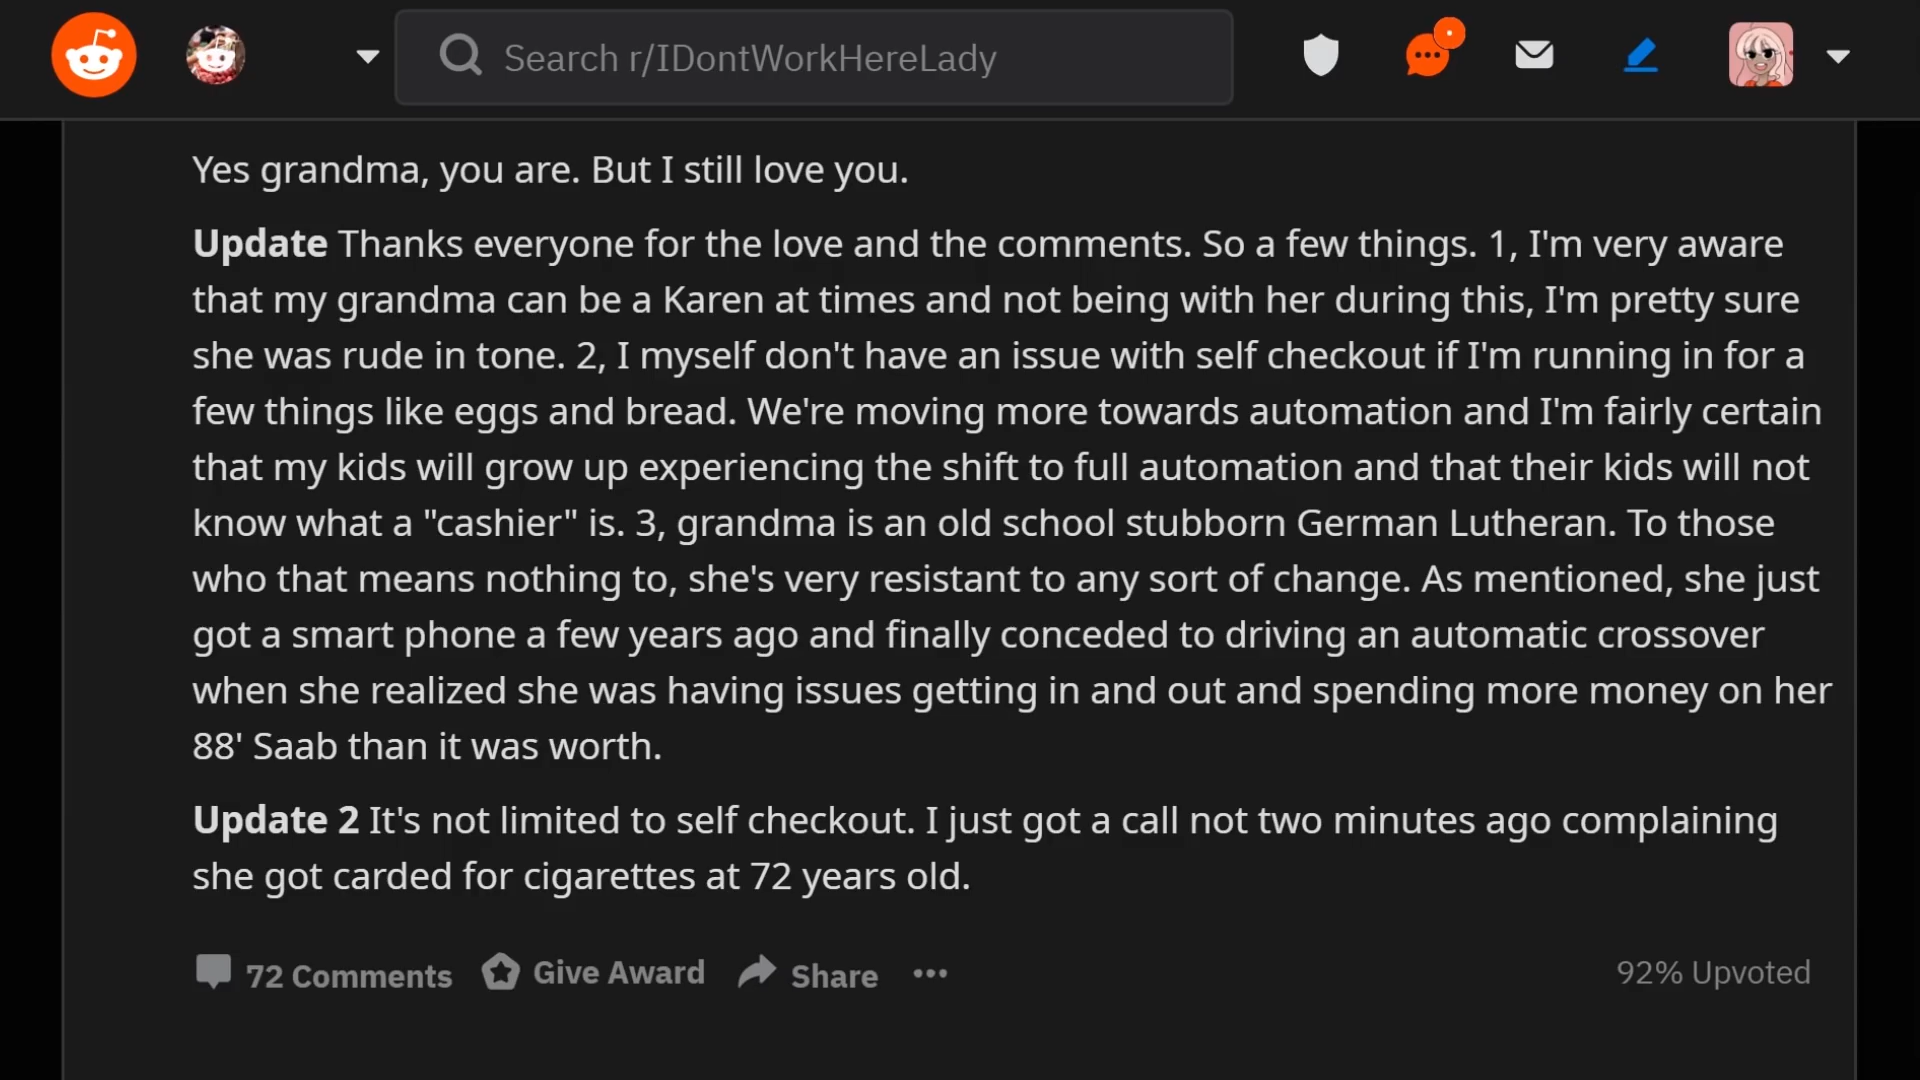 Search r/IDontWorkHereLady
Yes grandma, you are. But I still love you.
Update Thanks everyone for the love and the comments. So a few things. 1, I'm very aware
that my grandma can be a Karen at times and not being with her during this, I'm pretty sure
she was rude in tone. 2, I myself don't have an issue with self checkout if I'm running in for a
few things like eggs and bread. We're moving more towards automation and I'm fairly certain
that my kids will grow up experiencing the shift to full automation and that their kids will not
know what a "cashier" is. 3, grandma is an old school stubborn German Lutheran. To those
who that means nothing to, she's very resistant to any sort of change. As mentioned, she just
got a smart phone a few years ago and finally conceded to driving an automatic crossover
when she realized she was having issues getting in and out and spending more money on her
88' Saab than it was worth.
Update 2 It's not limited to self checkout. I just got a call not two minutes ago complaining
she got carded for cigarettes at 72 years old.
72 Comments Give Award Share ••• 92% Upvoted